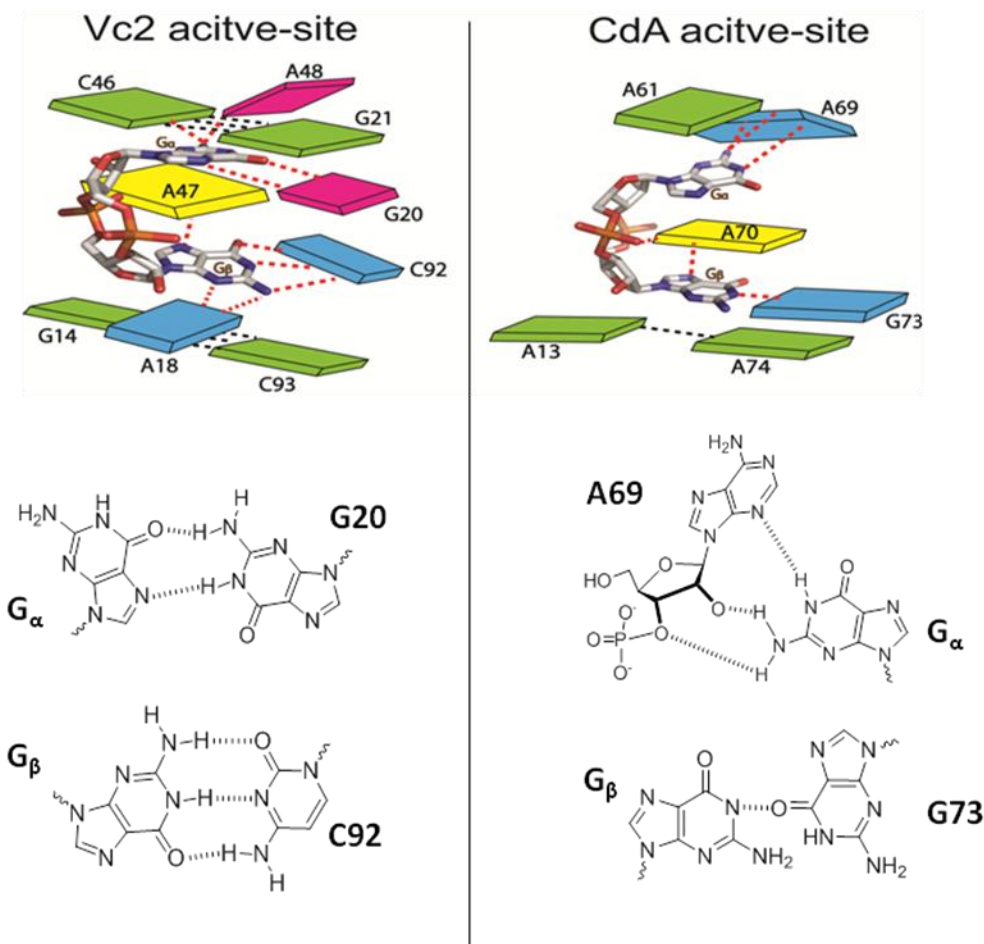 Vc2 acitve-site
C46
A48
G21
Gα
A47
G20
Gβ
C92
G14
A18
C93
CdA acitve-site
A61
A69
Gα
A70
Gβ
G73
A13
A74
H
H
H₂N
N
O
H
N
G20
N
N
H
N
N
N
N
N
O
N
Gα
H
Gβ
N
H
O
N
N
N
H
N
N
N
O
H
N
C92
H
H₂N
A69
N
N
N
N
HO
O
H
O
O⁻
O
H
N
N
O=P
O
N
N
N
Gα
O⁻
H
O
N
N
Gβ
N
N
O
N
G73
N
N
NH₂
HN
NH₂